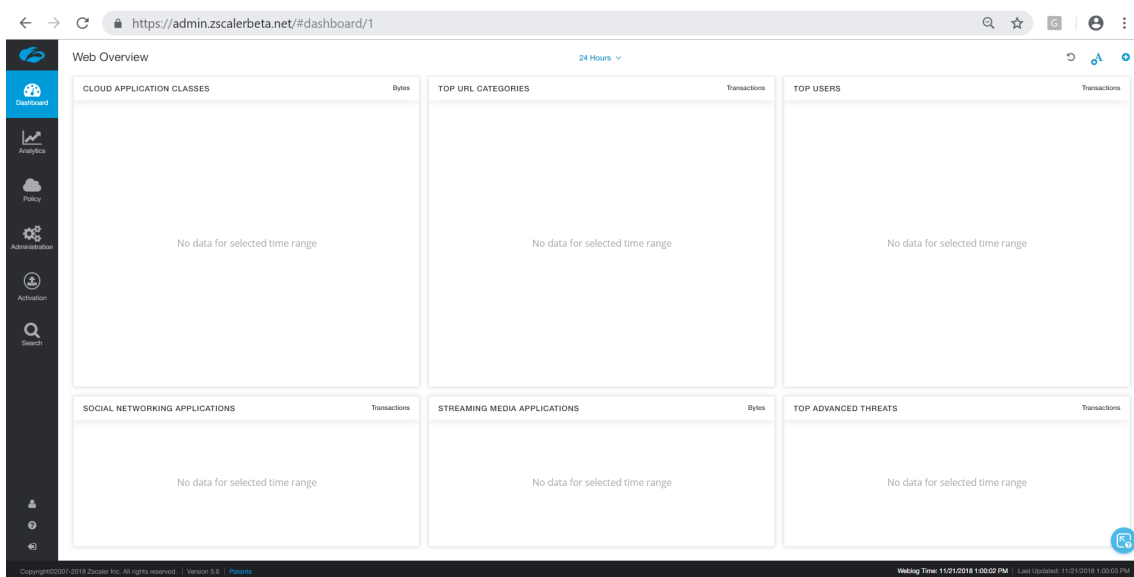 https://admin.zscalerbeta.net/#dashboard/1
G
Web Overview
24 Hours
A
Dashboard
Analytics
Policy
Administration
Activation
Search
CLOUD APPLICATION CLASSES Bytes
No data for selected time range
TOP URL CATEGORIES Transactions
No data for selected time range
TOP USERS Transactions
No data for selected time range
SOCIAL NETWORKING APPLICATIONS Transactions
No data for selected time range
STREAMING MEDIA APPLICATIONS Bytes
No data for selected time range
TOP ADVANCED THREATS Transactions
No data for selected time range
Copyright©2007-2018 Zscaler Inc. All rights reserved. | Version 5.6 | Patents
Weblog Time: 11/21/2018 1:00:02 PM | Last Updated: 11/21/2018 1:00:03 PM